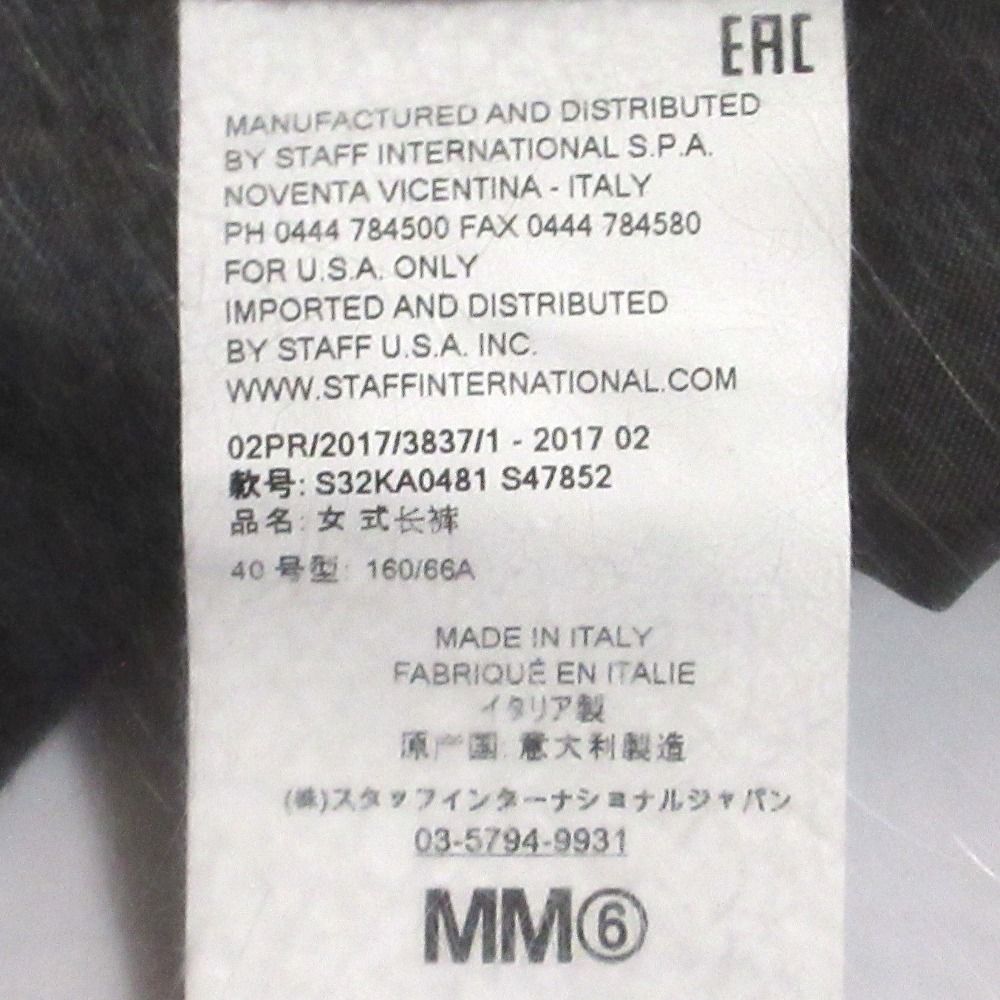 EAC
MANUFACTURED AND DISTRIBUTED
BY STAFF INTERNATIONAL S.P.A.
NOVENTA VICENTINA - ITALY
PH 0444 784500 FAX 0444 784580
FOR U.S.A. ONLY
IMPORTED AND DISTRIBUTED
BY STAFF U.S.A. INC.
WWW.STAFFINTERNATIONAL.COM
02PR/2017/3837/1 - 2017 02
款号: S32KA0481 S47852
品名: 女 式长裤
40 号型: 160/66A
MADE IN ITALY
FABRIQUÉ EN ITALIE
イタリア製
原产国: 意大利製造
(株)スタッフインターナショナルジャパン
03-5794-9931
MM⑥